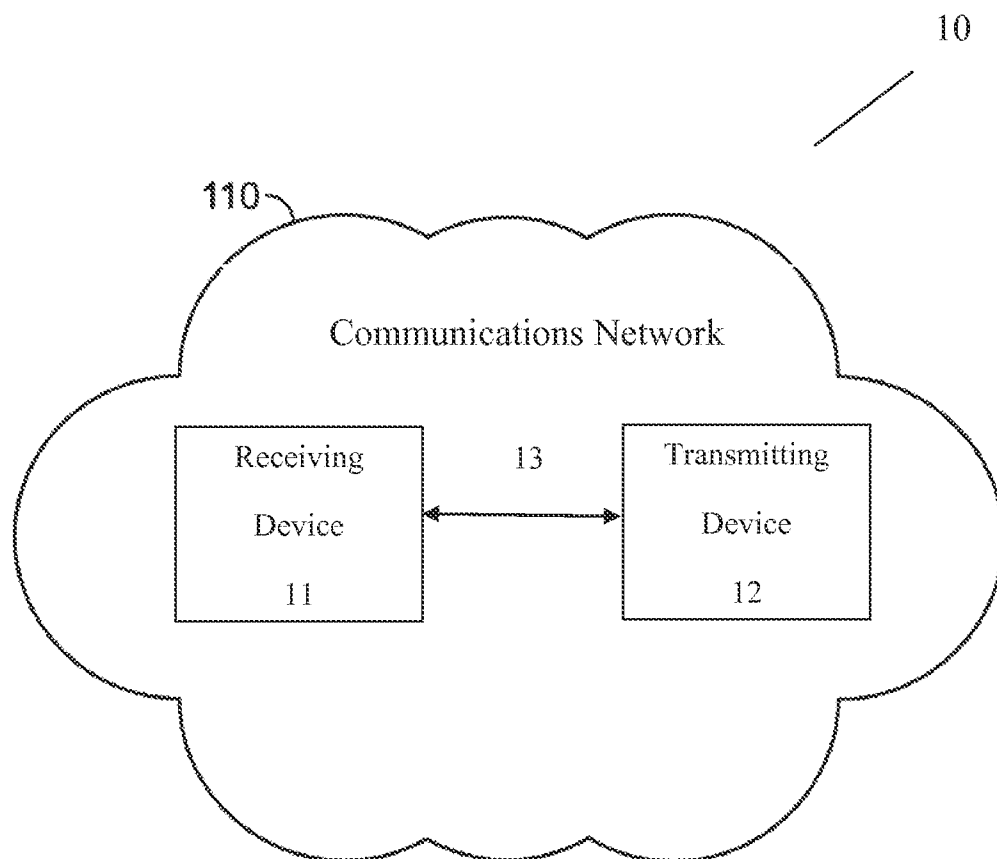 10
110
Communications Network
Receiving
Device
11
13
Transmitting
Device
12